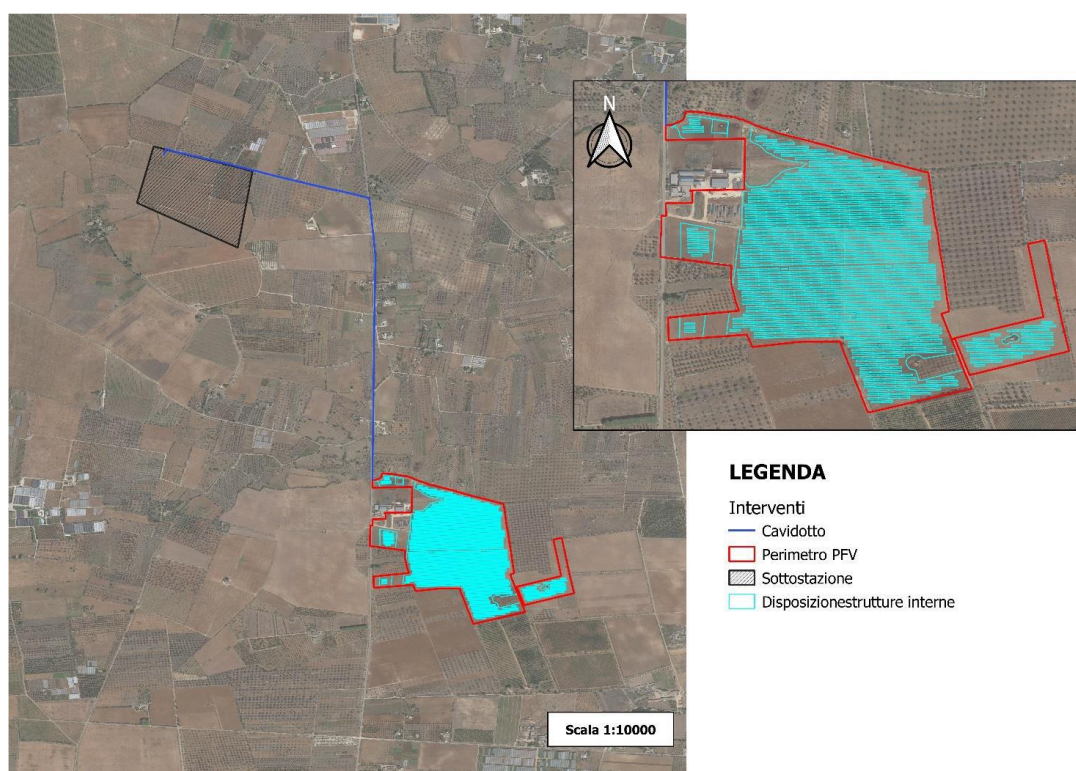 N
LEGENDA
Interventi
Cavidotto
Perimetro PFV
Sottostazione
Disposizionestrutture interne
Scala 1:10000